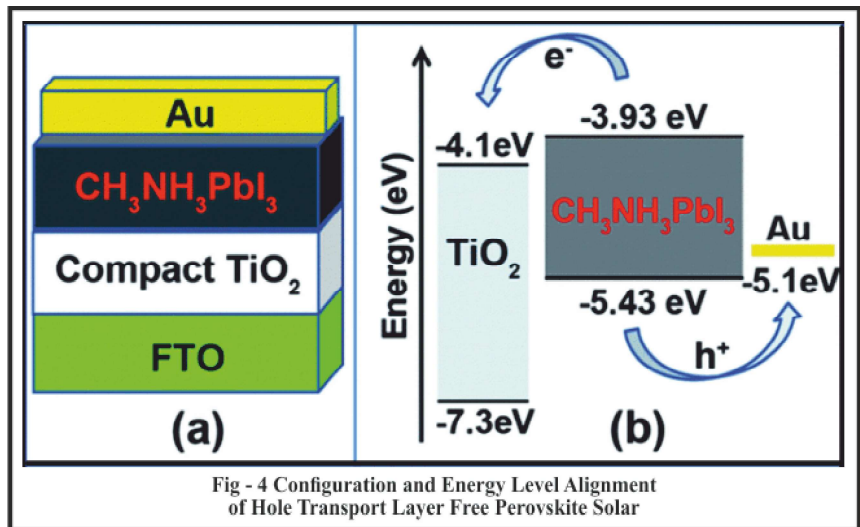 Au
CH₃NH₃PbI₃
Compact TiO₂
FTO
(a)
Energy (eV)
e⁻
-4.1eV
TiO₂
-7.3eV
-3.93 eV
CH₃NH₃PbI₃
-5.43 eV
Au
-5.1eV
h⁺
(b)
Fig - 4 Configuration and Energy Level Alignment
of Hole Transport Layer Free Perovskite Solar